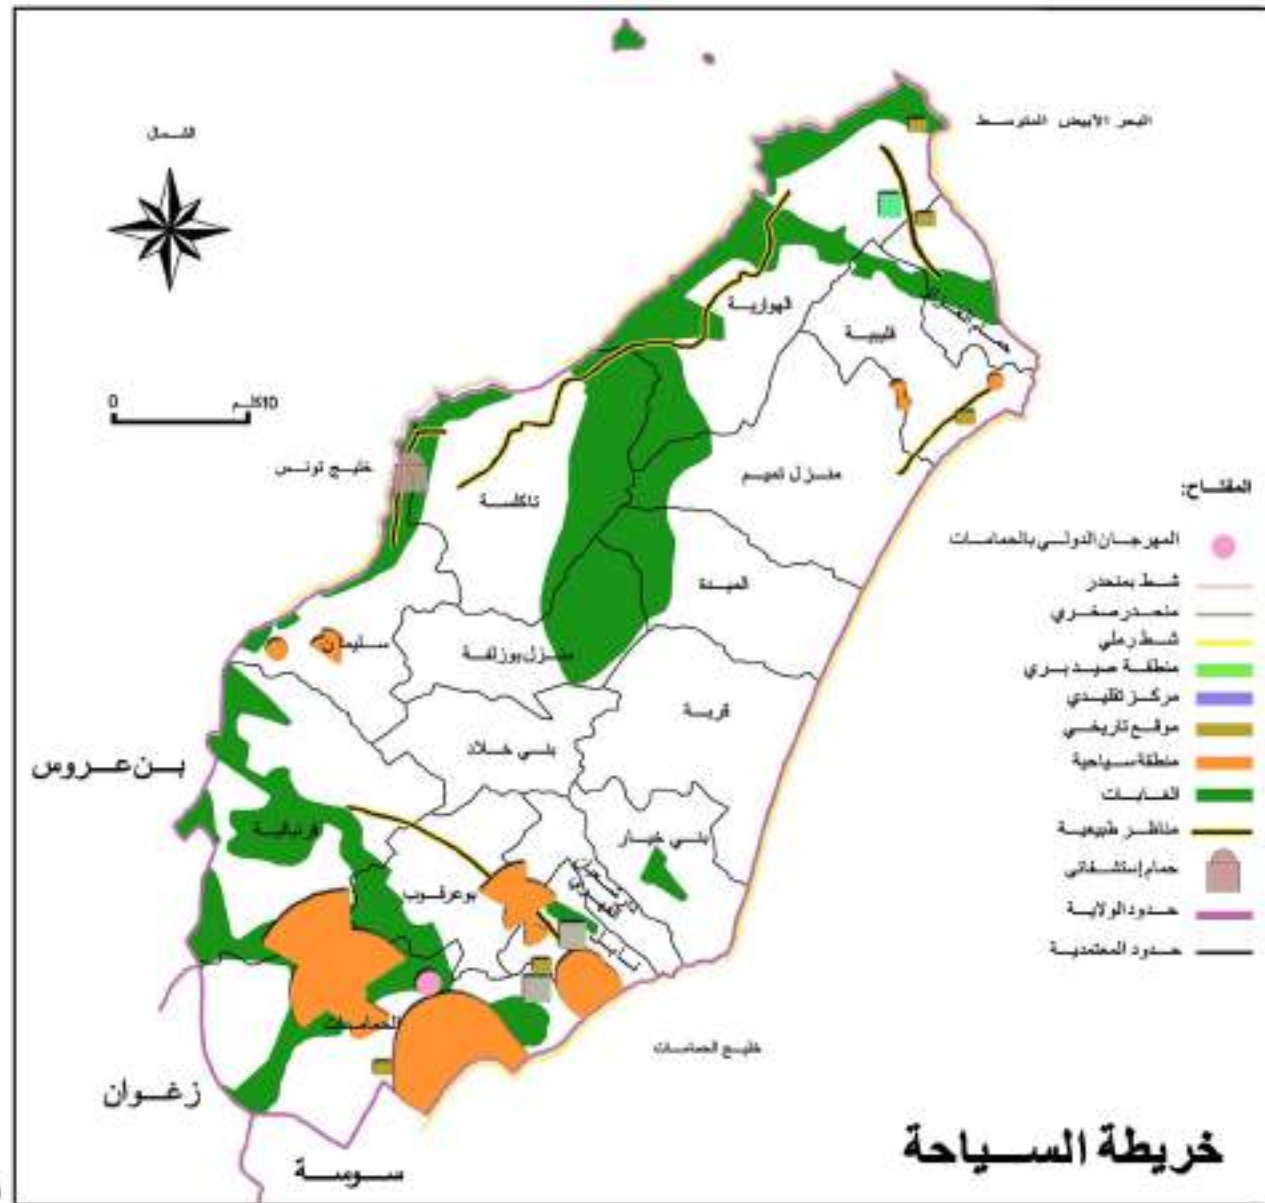 الشمال
البحر الأبيض المتوسط
0 10كلم
الهوارية
قليبية
خليج تونس
تاكلسة
منزل تميم
الميدة
سليمان
منزل بوزلفة
قربة
بني خلاد
بن عروس
قرنبالية
بني خيار
بوعرقوب
نابل
الحمامات
خليج الحمامات
زغوان
سوسة
المفتاح:
المهرجان الدولي بالحمامات
شط بمنحدر
منحدر صخري
شط رملي
منطقة صيد بري
مركز تقليدي
موقع تاريخي
منطقة سياحية
الغابات
مناظر طبيعية
حمام إستشفائي
حدود الولاية
حدود المعتمدية
خريطة السياحة